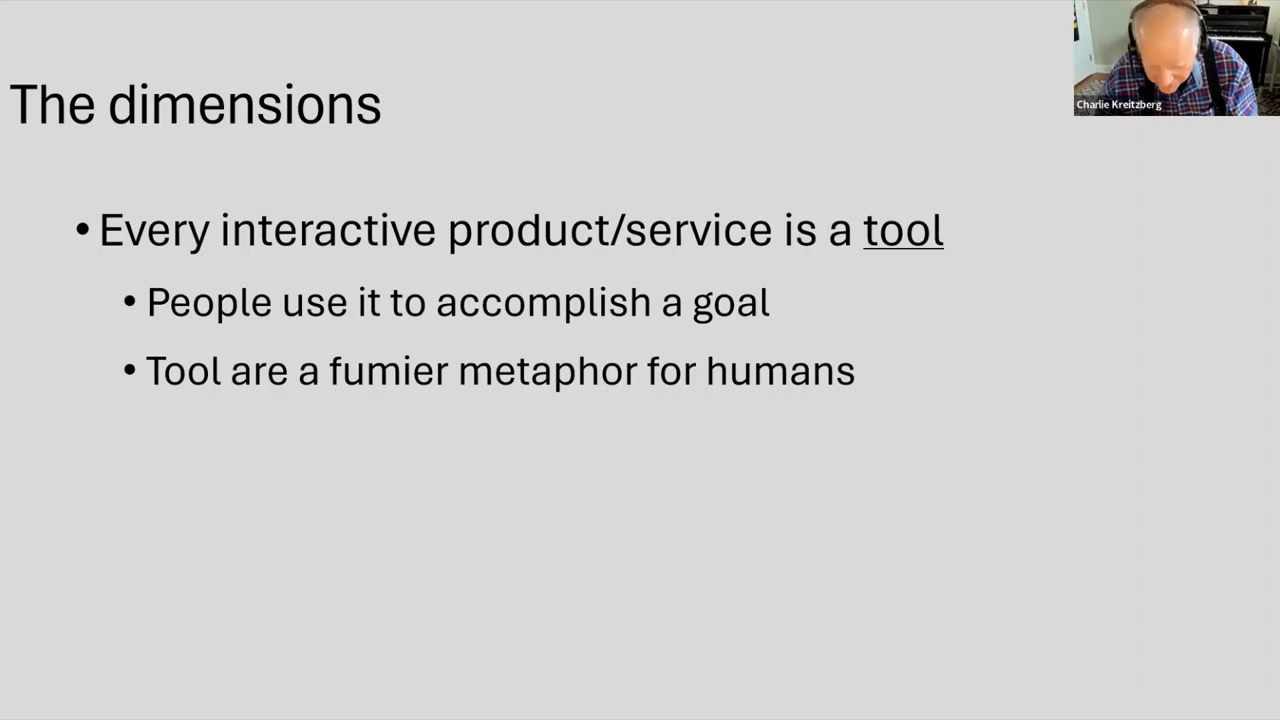 The dimensions
• Every interactive product/service is a tool
• People use it to accomplish a goal
• Tool are a fumier metaphor for humans
Charlie Kreitzberg